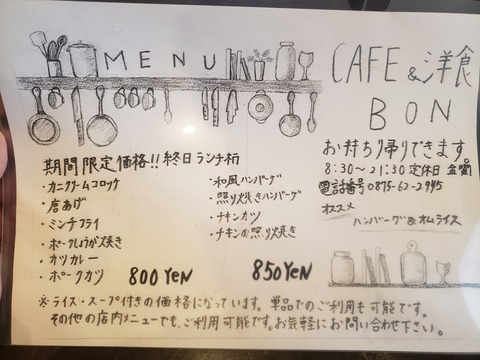 MENU
CAFE & 洋食
BON
お持ち帰りできます。
8:30〜21:30 定休日 金曜
電話番号 0875-62-2945
オススメ
ハンバーグ&オムライス
期間限定価格!!終日ランチ
・カニクリームコロッケ
・唐あげ
・ミンチフライ
・ポークしょうが焼き
・カツカレー
・ポークカツ
800YeN
・和風ハンバーグ
・照り焼きハンバーグ
・チキンカツ
・チキンの照り焼き
850YeN
※ライス・スープ付きの価格になっています。単品でのご利用も可能です。
その他の店内メニューでも、ご利用可能です。お気軽にお問い合わせ下さい。